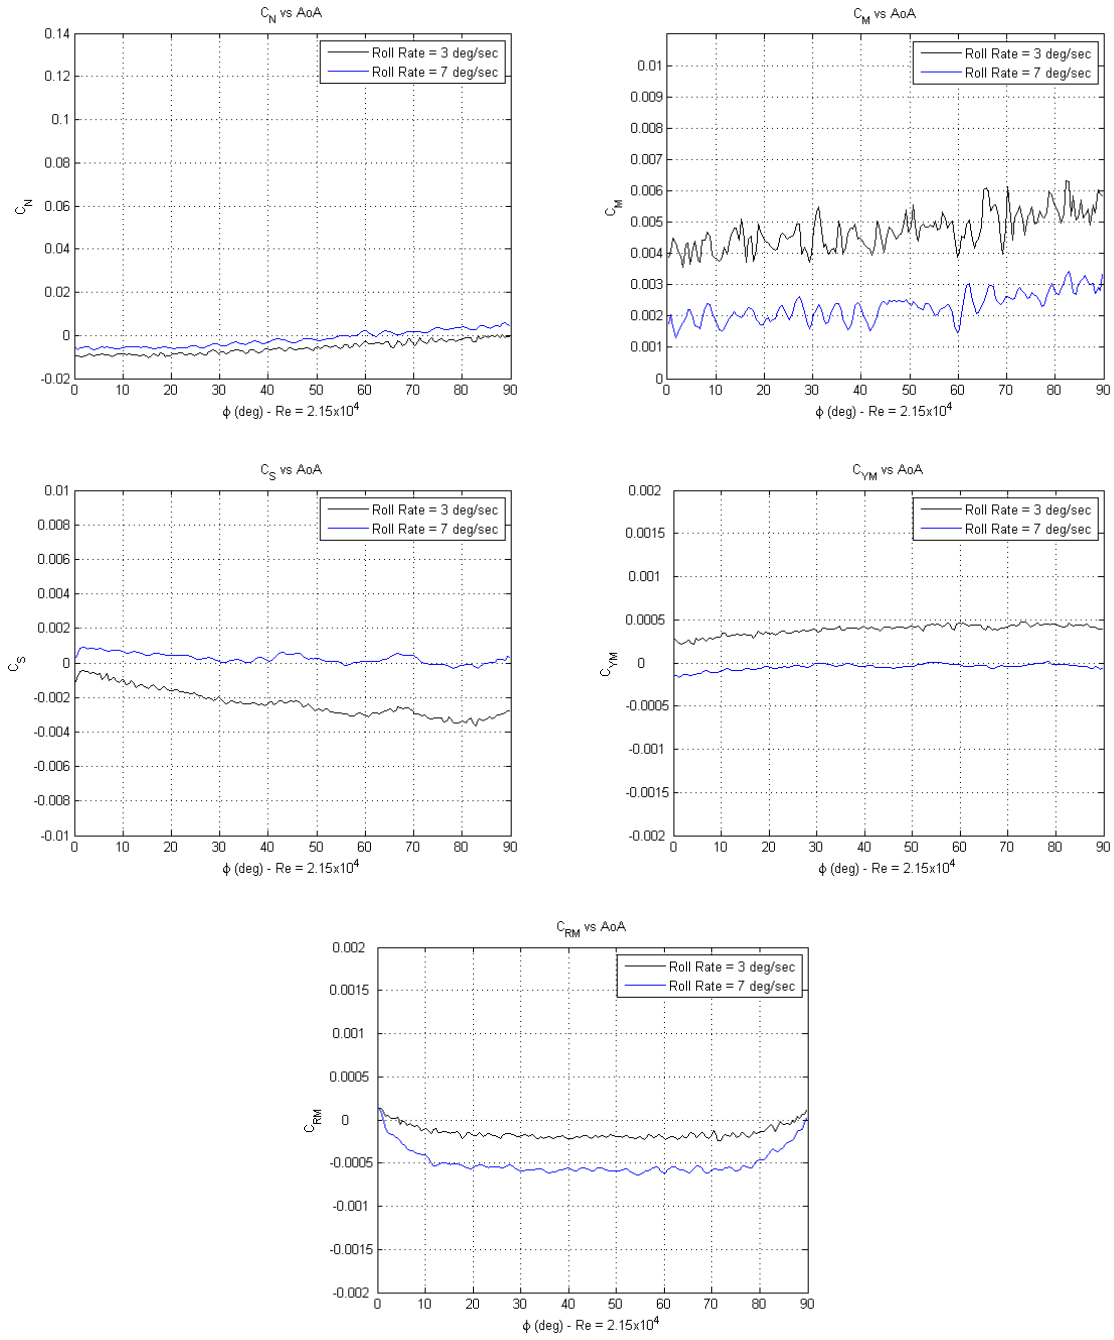 C_N vs AoA
Roll Rate = 3 deg/sec
Roll Rate = 7 deg/sec
0.14
0.12
0.1
0.08
0.06
0.04
0.02
0
-0.02
C_N
0 10 20 30 40 50 60 70 80 90
ϕ (deg) - Re = 2.15x10^4
C_M vs AoA
Roll Rate = 3 deg/sec
Roll Rate = 7 deg/sec
0.01
0.009
0.008
0.007
0.006
0.005
0.004
0.003
0.002
0.001
0
C_M
0 10 20 30 40 50 60 70 80 90
ϕ (deg) - Re = 2.15x10^4
C_S vs AoA
Roll Rate = 3 deg/sec
Roll Rate = 7 deg/sec
0.01
0.008
0.006
0.004
0.002
0
-0.002
-0.004
-0.006
-0.008
-0.01
C_S
0 10 20 30 40 50 60 70 80 90
ϕ (deg) - Re = 2.15x10^4
C_YM vs AoA
Roll Rate = 3 deg/sec
Roll Rate = 7 deg/sec
0.002
0.0015
0.001
0.0005
0
-0.0005
-0.001
-0.0015
-0.002
C_YM
0 10 20 30 40 50 60 70 80 90
ϕ (deg) - Re = 2.15x10^4
C_RM vs AoA
Roll Rate = 3 deg/sec
Roll Rate = 7 deg/sec
0.002
0.0015
0.001
0.0005
0
-0.0005
-0.001
-0.0015
-0.002
C_RM
0 10 20 30 40 50 60 70 80 90
ϕ (deg) - Re = 2.15x10^4